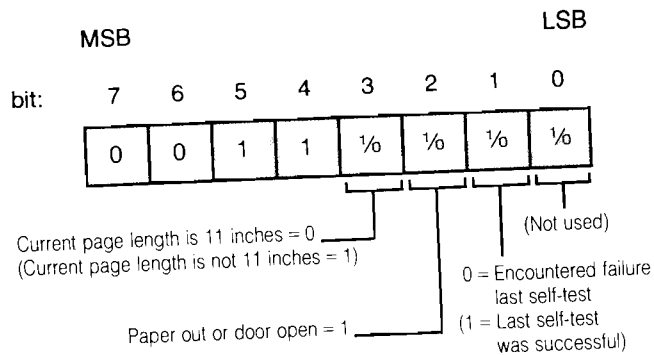 MSB LSB
bit: 7 6 5 4 3 2 1 0
0 0 1 1 1/0 1/0 1/0 1/0
Current page length is 11 inches = 0
(Current page length is not 11 inches = 1)
Paper out or door open = 1
0 = Encountered failure
last self-test
(1 = Last self-test
was successful)
(Not used)